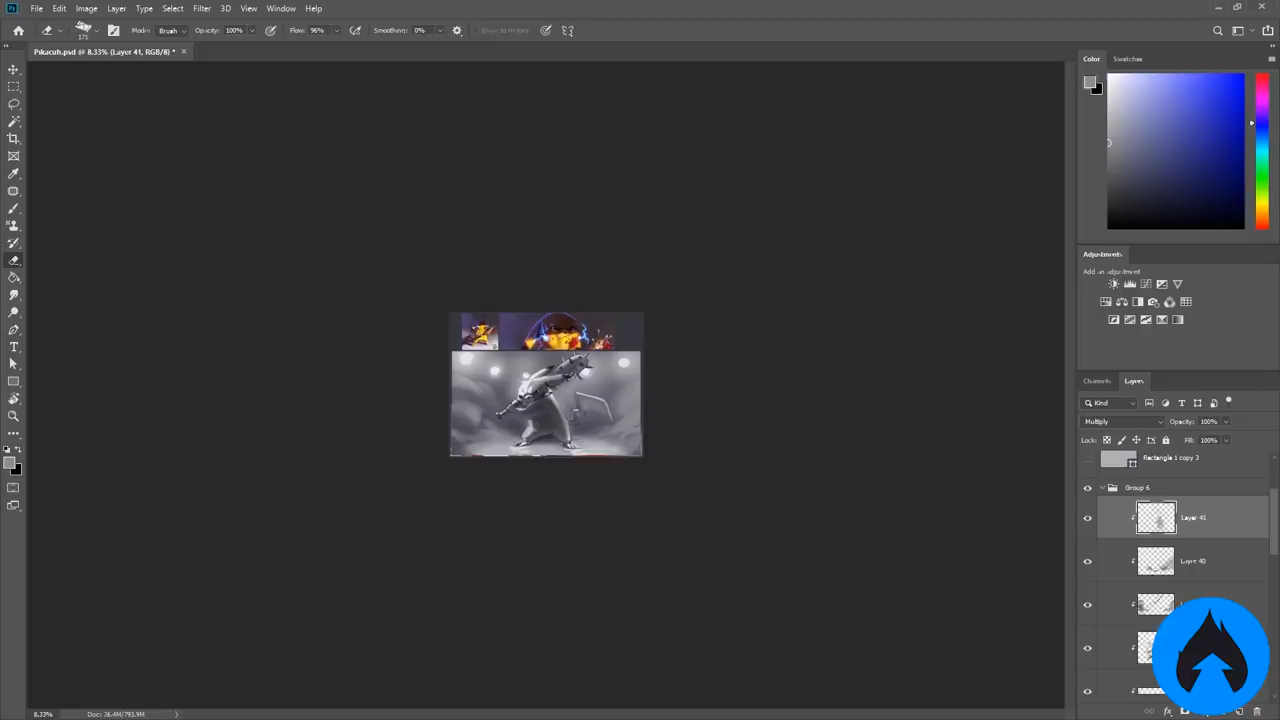 Ps File Edit Image Layer Type Select Filter 3D View Window Help
171 Mode: Brush Opacity: 100% Flow: 96% Smoothing: 0% Erase to History
Pikacuh.psd @ 8.33% (Layer 41, RGB/8) *
Color Swatches
Adjustments
Add an adjustment
Channels Layers
Kind
Multiply Opacity: 100%
Lock: Fill: 100%
Rectangle 1 copy 3
Group 6
Layer 41
Layer 40
8.33% Doc: 26.4M/793.9M